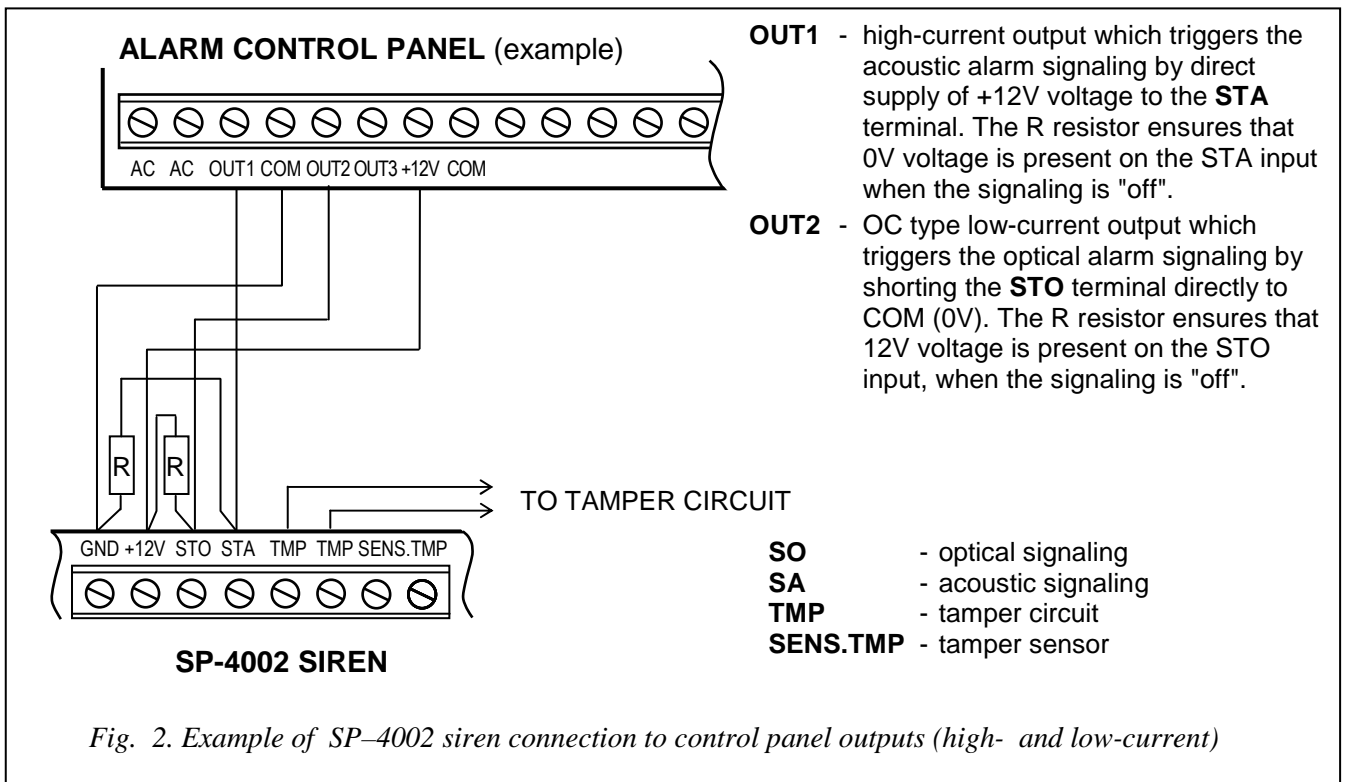 ALARM CONTROL PANEL (example)
AC AC OUT1 COM OUT2 OUT3 +12V COM
OUT1 - high-current output which triggers the
acoustic alarm signaling by direct
supply of +12V voltage to the STA
terminal. The R resistor ensures that
0V voltage is present on the STA input
when the signaling is "off".
OUT2 - OC type low-current output which
triggers the optical alarm signaling by
shorting the STO terminal directly to
COM (0V). The R resistor ensures that
12V voltage is present on the STO
input, when the signaling is "off".
R R
TO TAMPER CIRCUIT
GND +12V STO STA TMP TMP SENS.TMP
SP-4002 SIREN
SO - optical signaling
SA - acoustic signaling
TMP - tamper circuit
SENS.TMP - tamper sensor
Fig. 2. Example of SP–4002 siren connection to control panel outputs (high- and low-current)